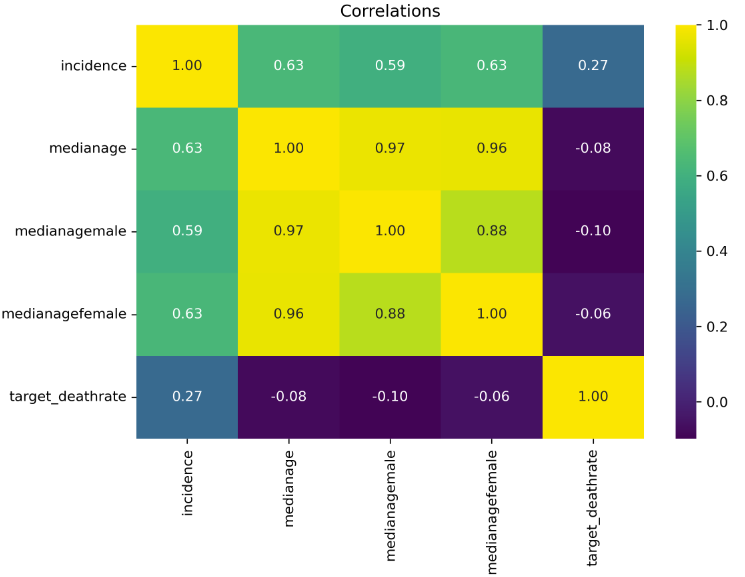 Correlations
incidence 1.00 0.63 0.59 0.63 0.27
medianage 0.63 1.00 0.97 0.96 -0.08
medianagemale 0.59 0.97 1.00 0.88 -0.10
medianagefemale 0.63 0.96 0.88 1.00 -0.06
target_deathrate 0.27 -0.08 -0.10 -0.06 1.00
incidence
medianage
medianagemale
medianagefemale
target_deathrate
1.0
0.8
0.6
0.4
0.2
0.0